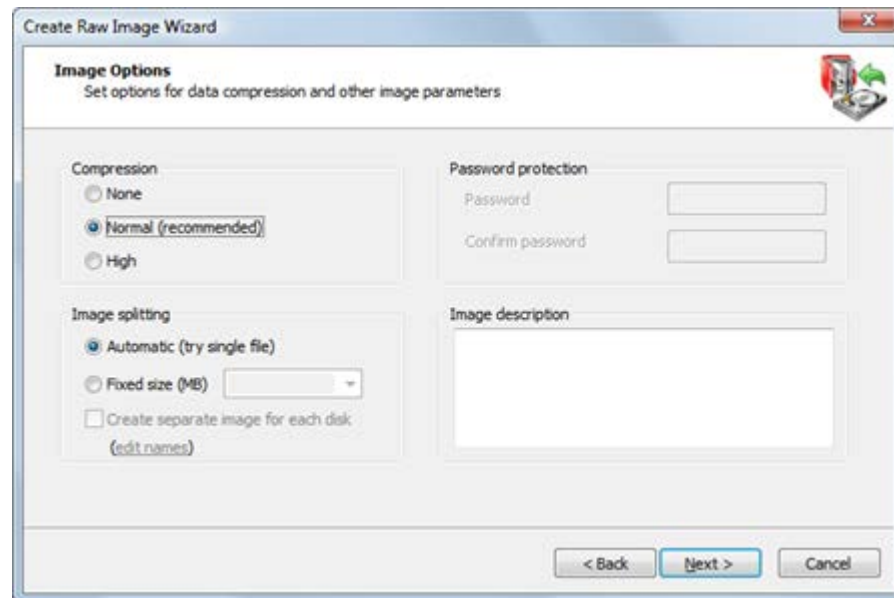 Create Raw Image Wizard
Image Options
Set options for data compression and other image parameters
Compression
None
Normal (recommended)
High
Password protection
Password
Confirm password
Image splitting
Automatic (try single file)
Fixed size (MB)
Create separate image for each disk
(edit names)
Image description
< Back
Next >
Cancel